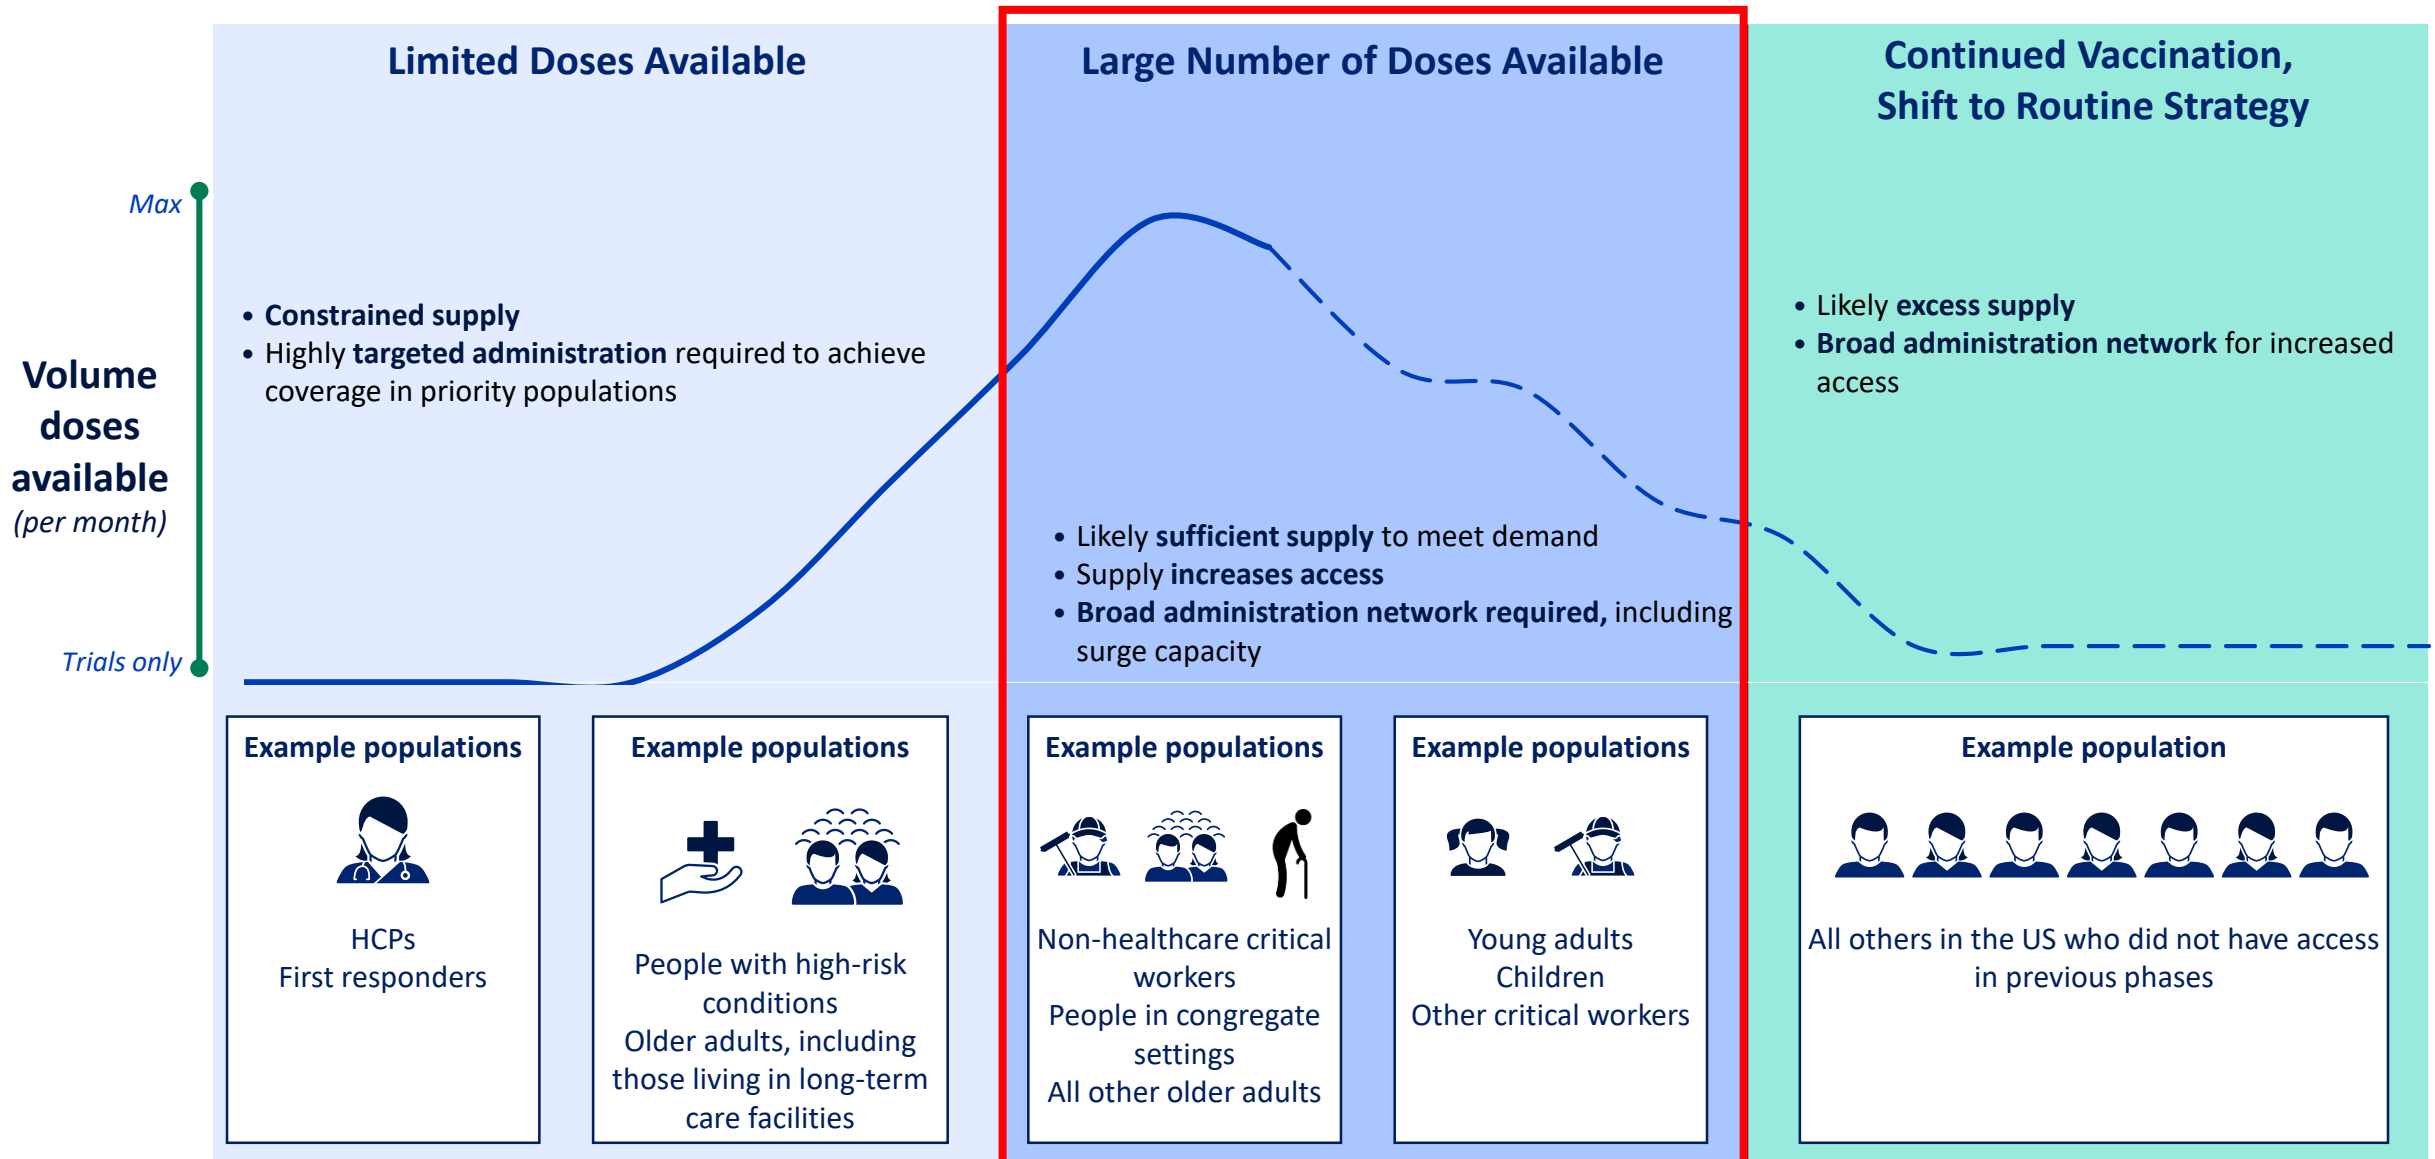 Limited Doses Available
Large Number of Doses Available
Continued Vaccination,
Shift to Routine Strategy
Max
Volume
doses
available
(per month)
Trials only
• Constrained supply
• Highly targeted administration required to achieve
coverage in priority populations
• Likely sufficient supply to meet demand
• Supply increases access
• Broad administration network required, including
surge capacity
• Likely excess supply
• Broad administration network for increased
access
Example populations
HCPs
First responders
Example populations
People with high-risk
conditions
Older adults, including
those living in long-term
care facilities
Example populations
Non-healthcare critical
workers
People in congregate
settings
All other older adults
Example populations
Young adults
Children
Other critical workers
Example population
All others in the US who did not have access
in previous phases